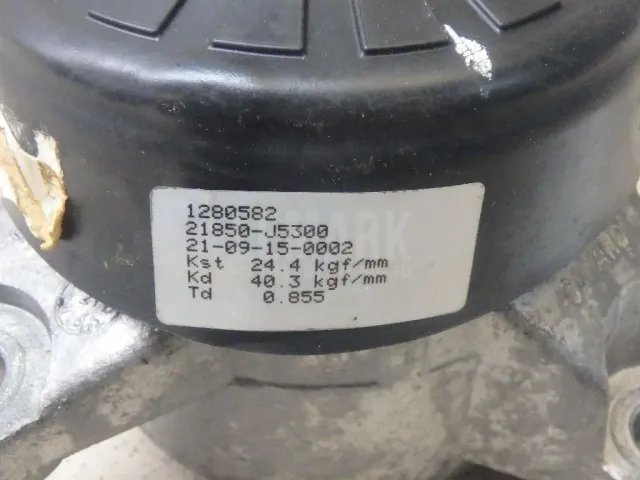 1280582
21850-J5300
21-09-15-0002
Kst 24.4 kgf/mm
Kd 40.3 kgf/mm
Td 0.855